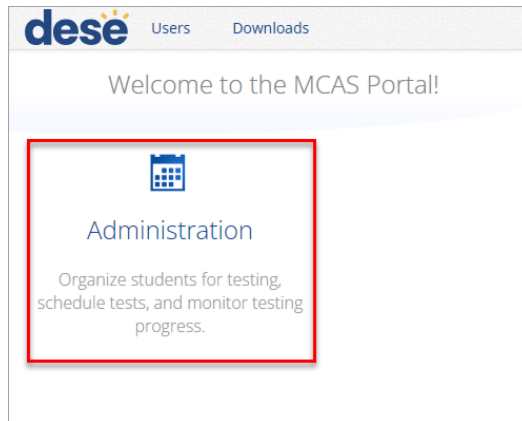 dese Users Downloads
Welcome to the MCAS Portal!
Administration
Organize students for testing,
schedule tests, and monitor testing
progress.